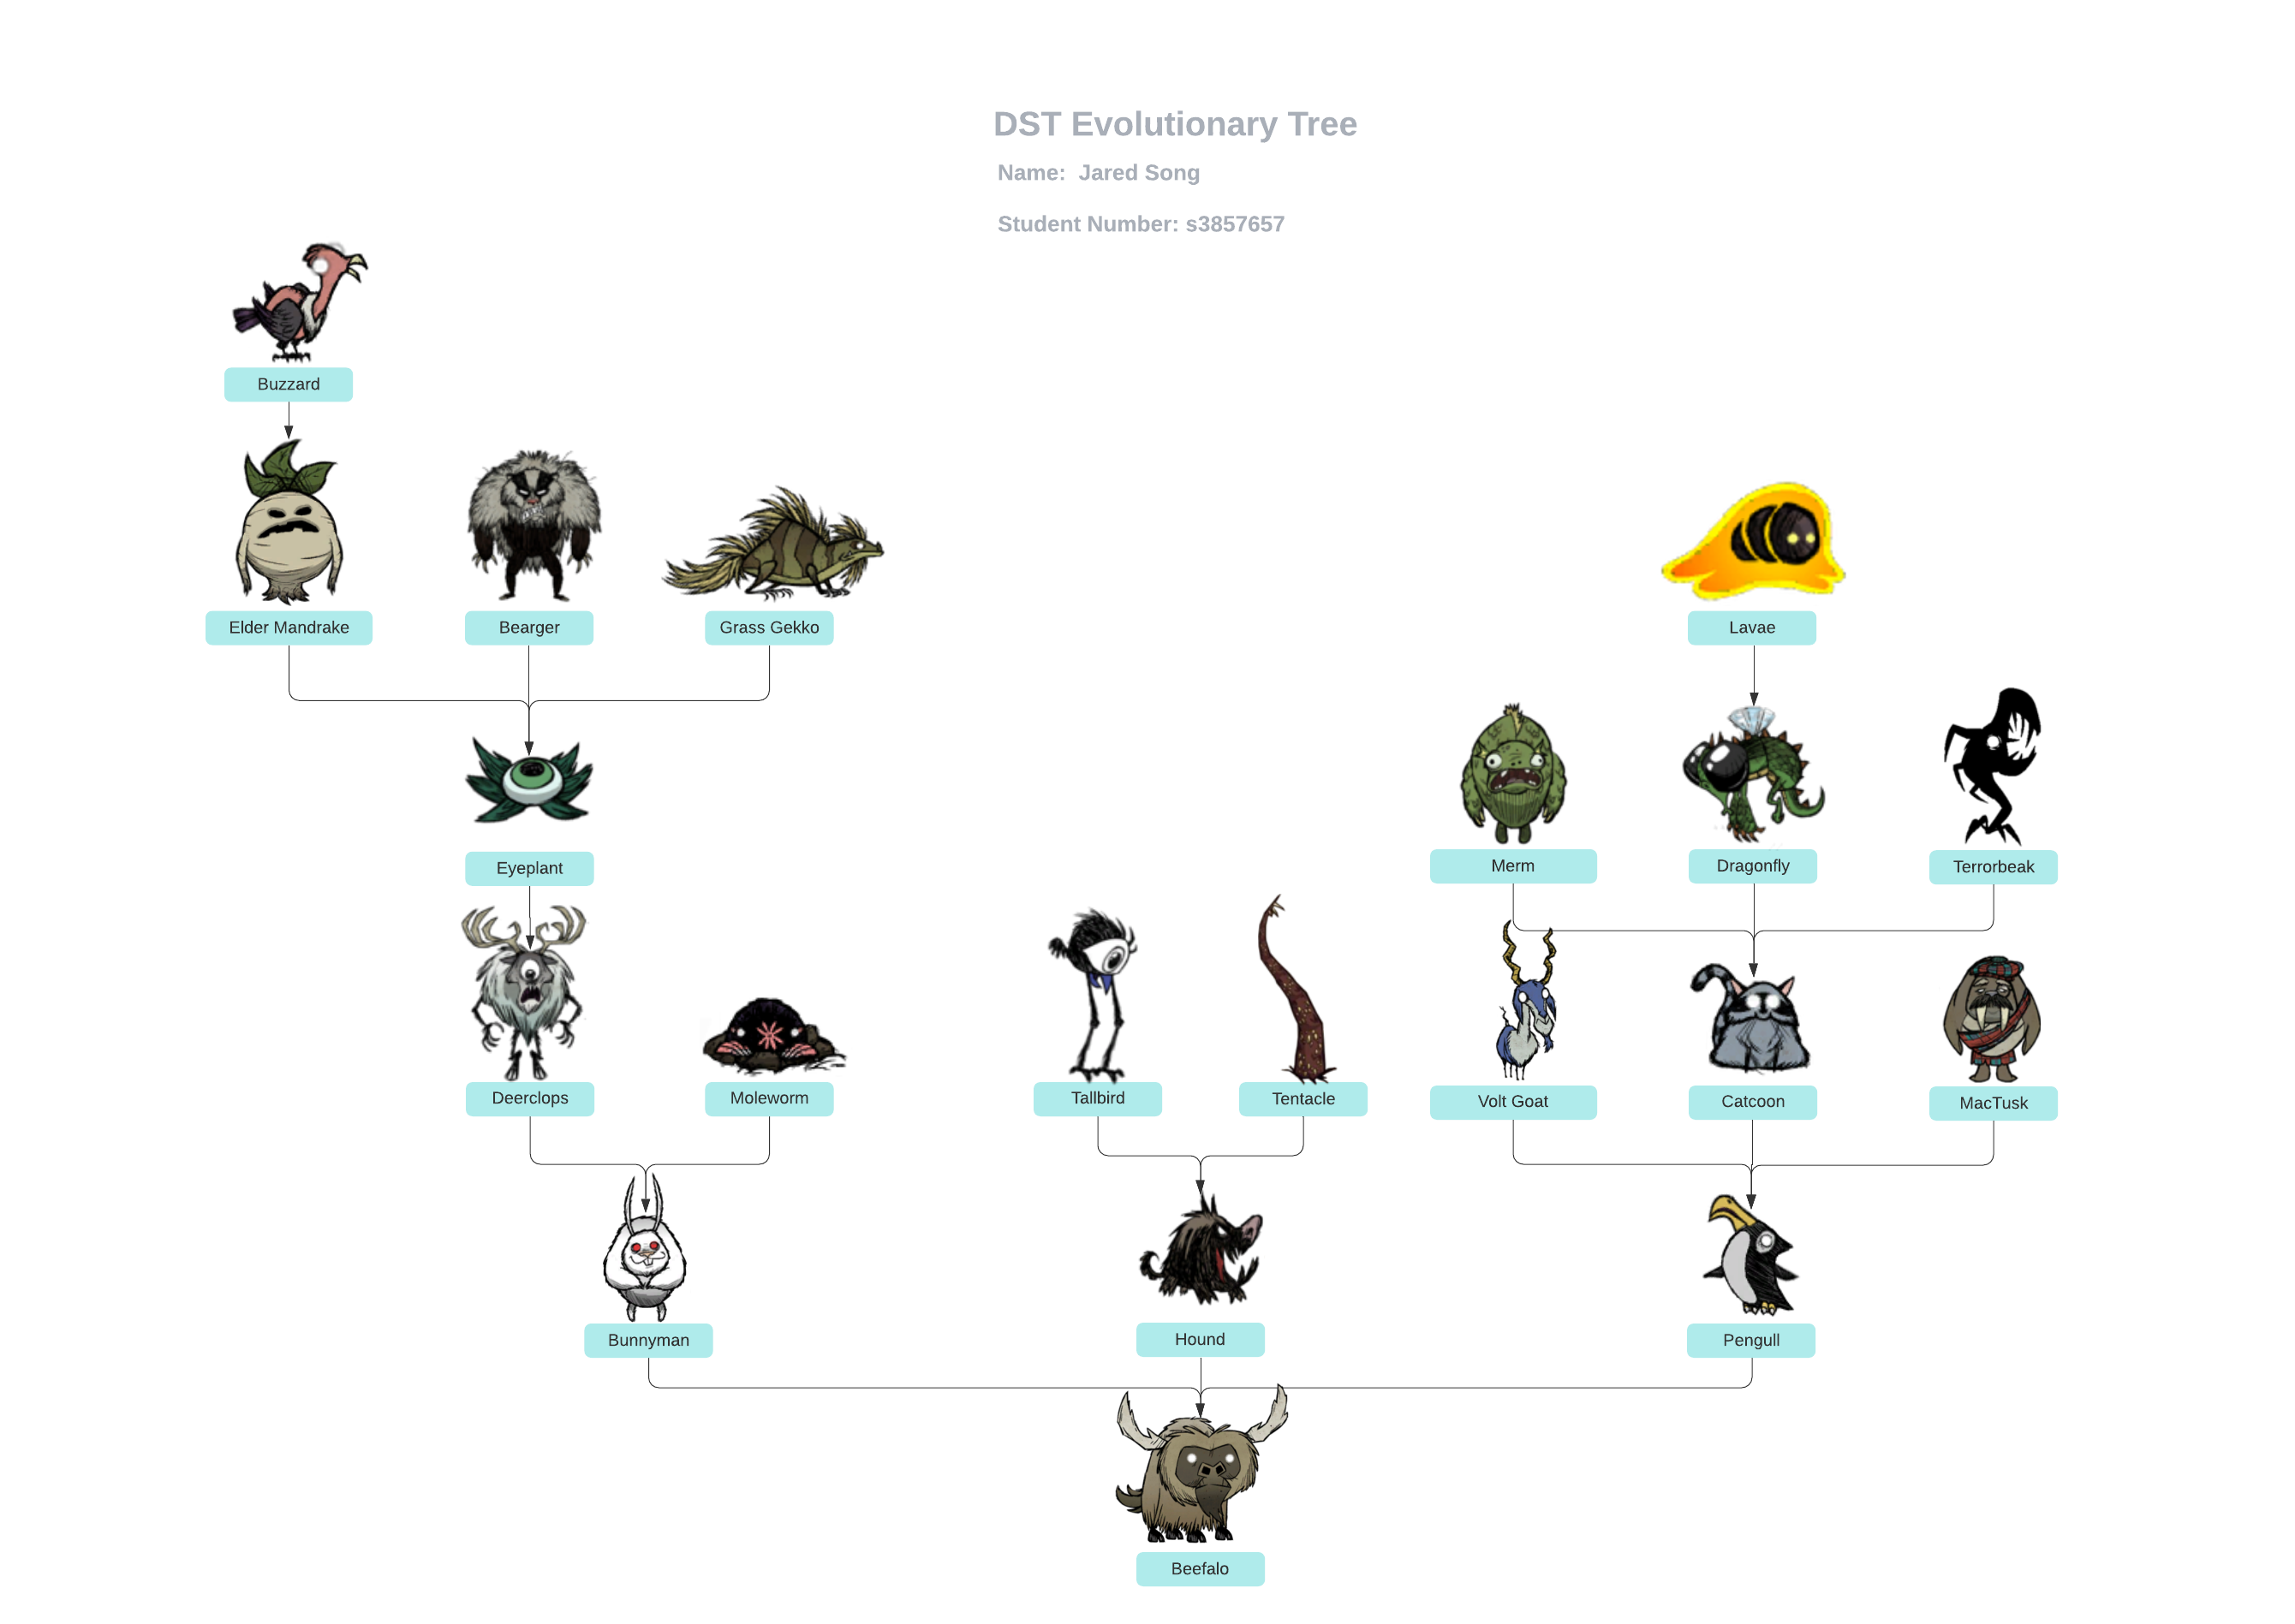 DST Evolutionary Tree
Name: Jared Song
Student Number: s3857657
Buzzard
Elder Mandrake
Bearger
Grass Gekko
Lavae
Eyeplant
Merm
Dragonfly
Terrorbeak
Deerclops
Moleworm
Tallbird
Tentacle
Volt Goat
Catcoon
MacTusk
Bunnyman
Hound
Pengull
Beefalo